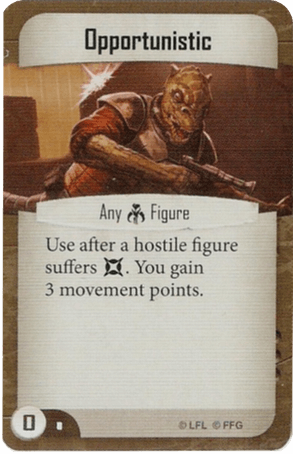 Opportunistic
Any Figure
Use after a hostile figure
suffers . You gain
3 movement points.
0
© LFL © FFG